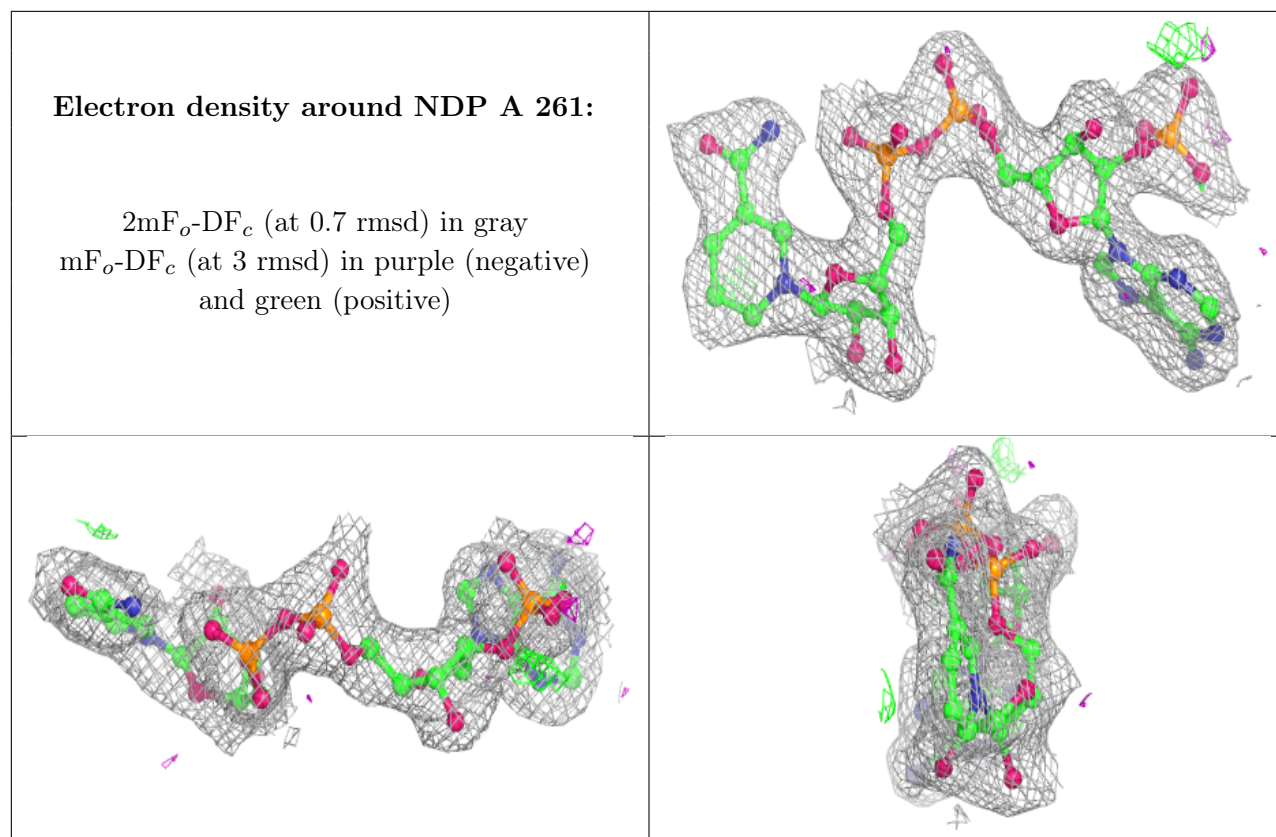 Electron density around NDP A 261:
2mFₒ-DF𝑐 (at 0.7 rmsd) in gray
mFₒ-DF𝑐 (at 3 rmsd) in purple (negative)
and green (positive)